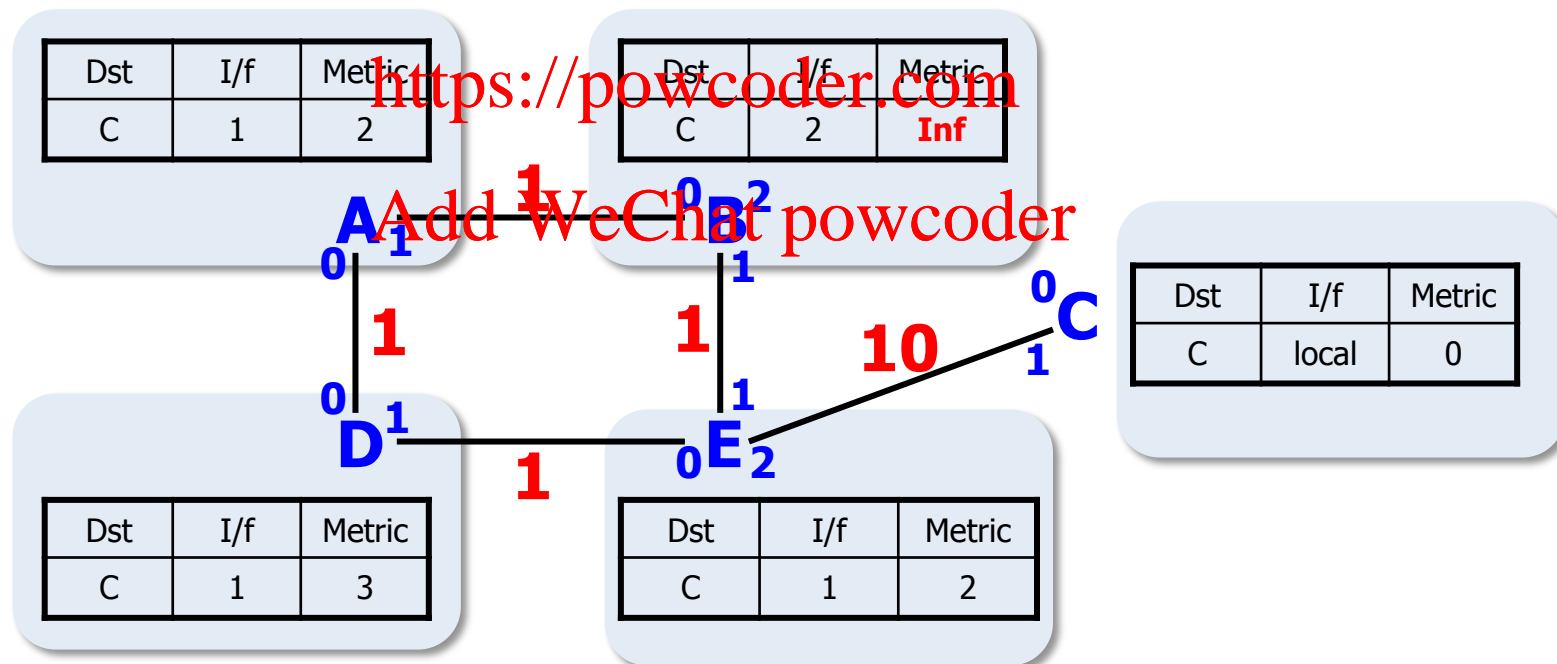 Dst I/f Metric
C 1 2
Dst I/f Metric
C 2 Inf
https://powcoder.com
1
A 0 1
0 B 2 1
Add WeChat powcoder
1
1
10
0 C 1
Dst I/f Metric
C local 0
0 D 1
1
1 0 E 2
Dst I/f Metric
C 1 3
Dst I/f Metric
C 1 2